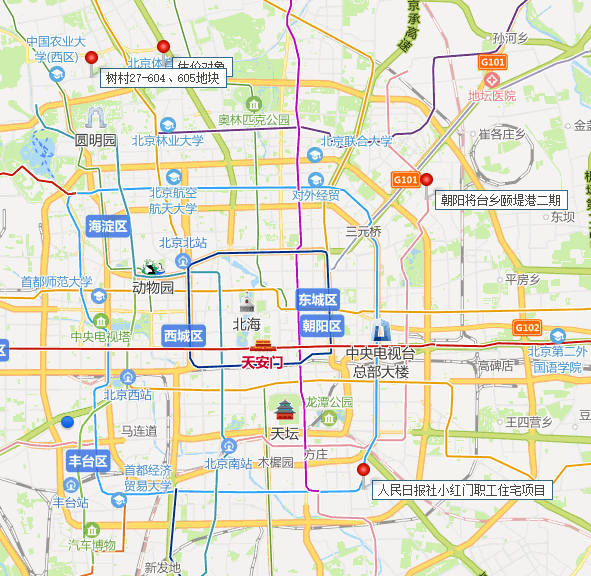 京承高速
孙河乡
中国农业大
学(西区)
北京体育
估价对象
树村27-604、605地块
G101
地坛医院
奥林匹克公园
圆明园
北京林业大学
北京联合大学
崔各庄乡
金盏
G101
北京航空
航天大学
对外经贸
朝阳将台乡颐堤港二期
东坝
海淀区
三元桥
北京北站
首都师范大学
动物园
平房乡
东城区
北海
朝阳区
西城区
G102
中央电视塔
天安门
中央电视台
总部大楼
北京第二外
国语学院
高碑店
区
北京西站
龙潭公园
天坛
马连道
王四营乡
豆
丰台区
方庄
木樨园
北京南站
首都经济
贸易大学
人民日报社小红门职工住宅项目
丰台站
汽车博物
新发地